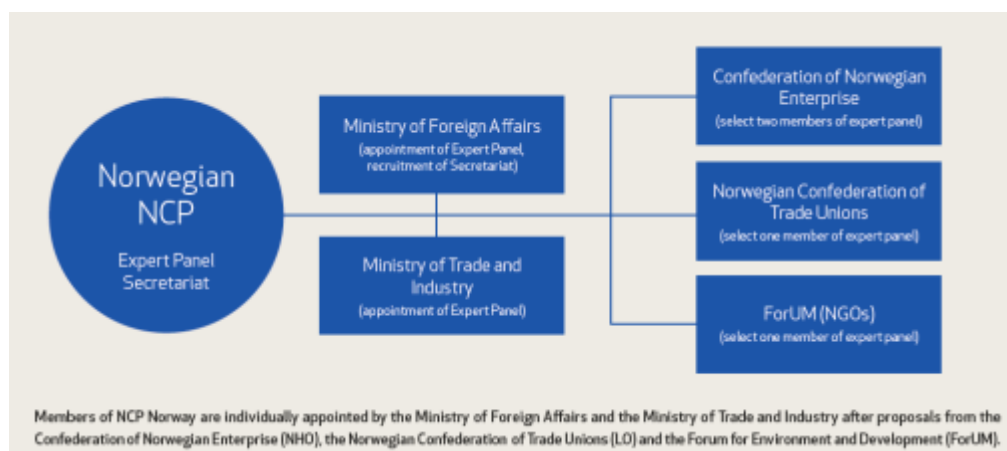 Norwegian
NCP
Expert Panel
Secretariat
Ministry of Foreign Affairs
(appointment of Expert Panel,
recruitment of Secretariat)
Ministry of Trade and
Industry
(appointment of Expert Panel)
Confederation of Norwegian
Enterprise
(select two members of expert panel)
Norwegian Confederation of
Trade Unions
(select one member of expert panel)
ForUM (NGOs)
(select one member of expert panel)
Members of NCP Norway are individually appointed by the Ministry of Foreign Affairs and the Ministry of Trade and Industry after proposals from the
Confederation of Norwegian Enterprise (NHO), the Norwegian Confederation of Trade Unions (LO) and the Forum for Environment and Development (ForUM).